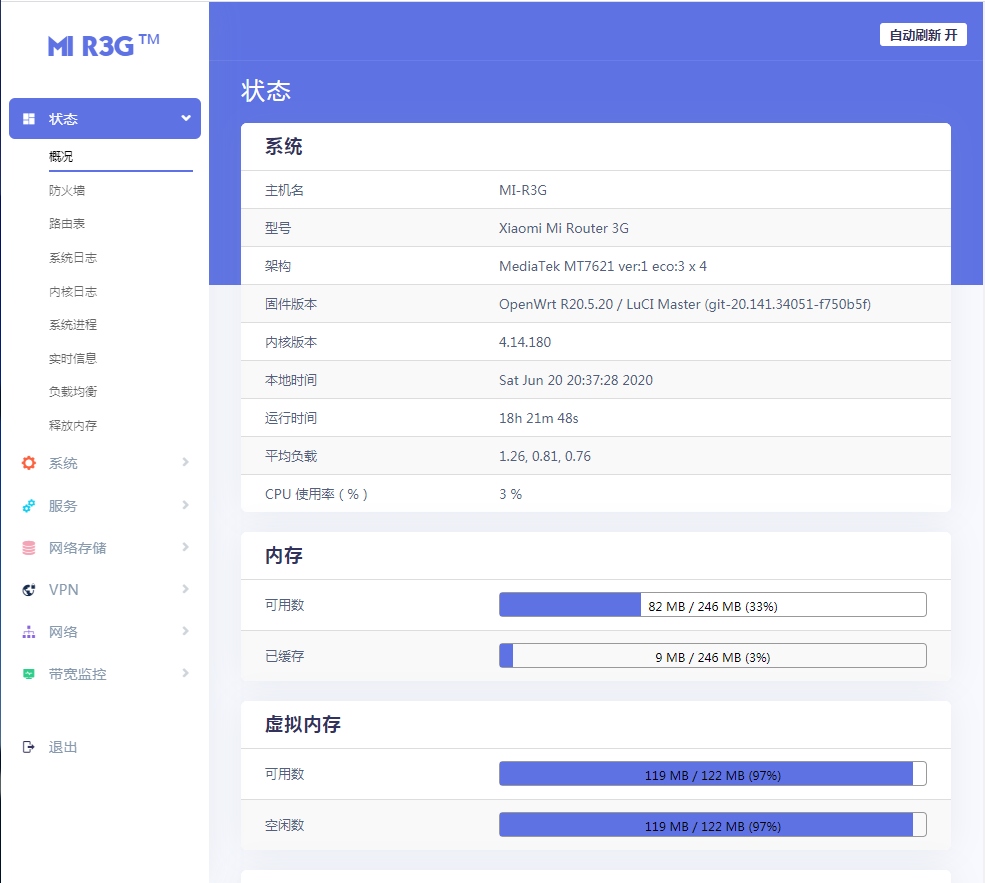 MI R3G™
自动刷新 开
状态
概况
防火墙
路由表
系统日志
内核日志
系统进程
实时信息
负载均衡
释放内存
系统
服务
网络存储
VPN
网络
带宽监控
退出
状态
系统
主机名 MI-R3G
型号 Xiaomi Mi Router 3G
架构 MediaTek MT7621 ver:1 eco:3 x 4
固件版本 OpenWrt R20.5.20 / LuCI Master (git-20.141.34051-f750b5f)
内核版本 4.14.180
本地时间 Sat Jun 20 20:37:28 2020
运行时间 18h 21m 48s
平均负载 1.26, 0.81, 0.76
CPU 使用率 ( % ) 3 %
内存
可用数 82 MB / 246 MB (33%)
已缓存 9 MB / 246 MB (3%)
虚拟内存
可用数 119 MB / 122 MB (97%)
空闲数 119 MB / 122 MB (97%)